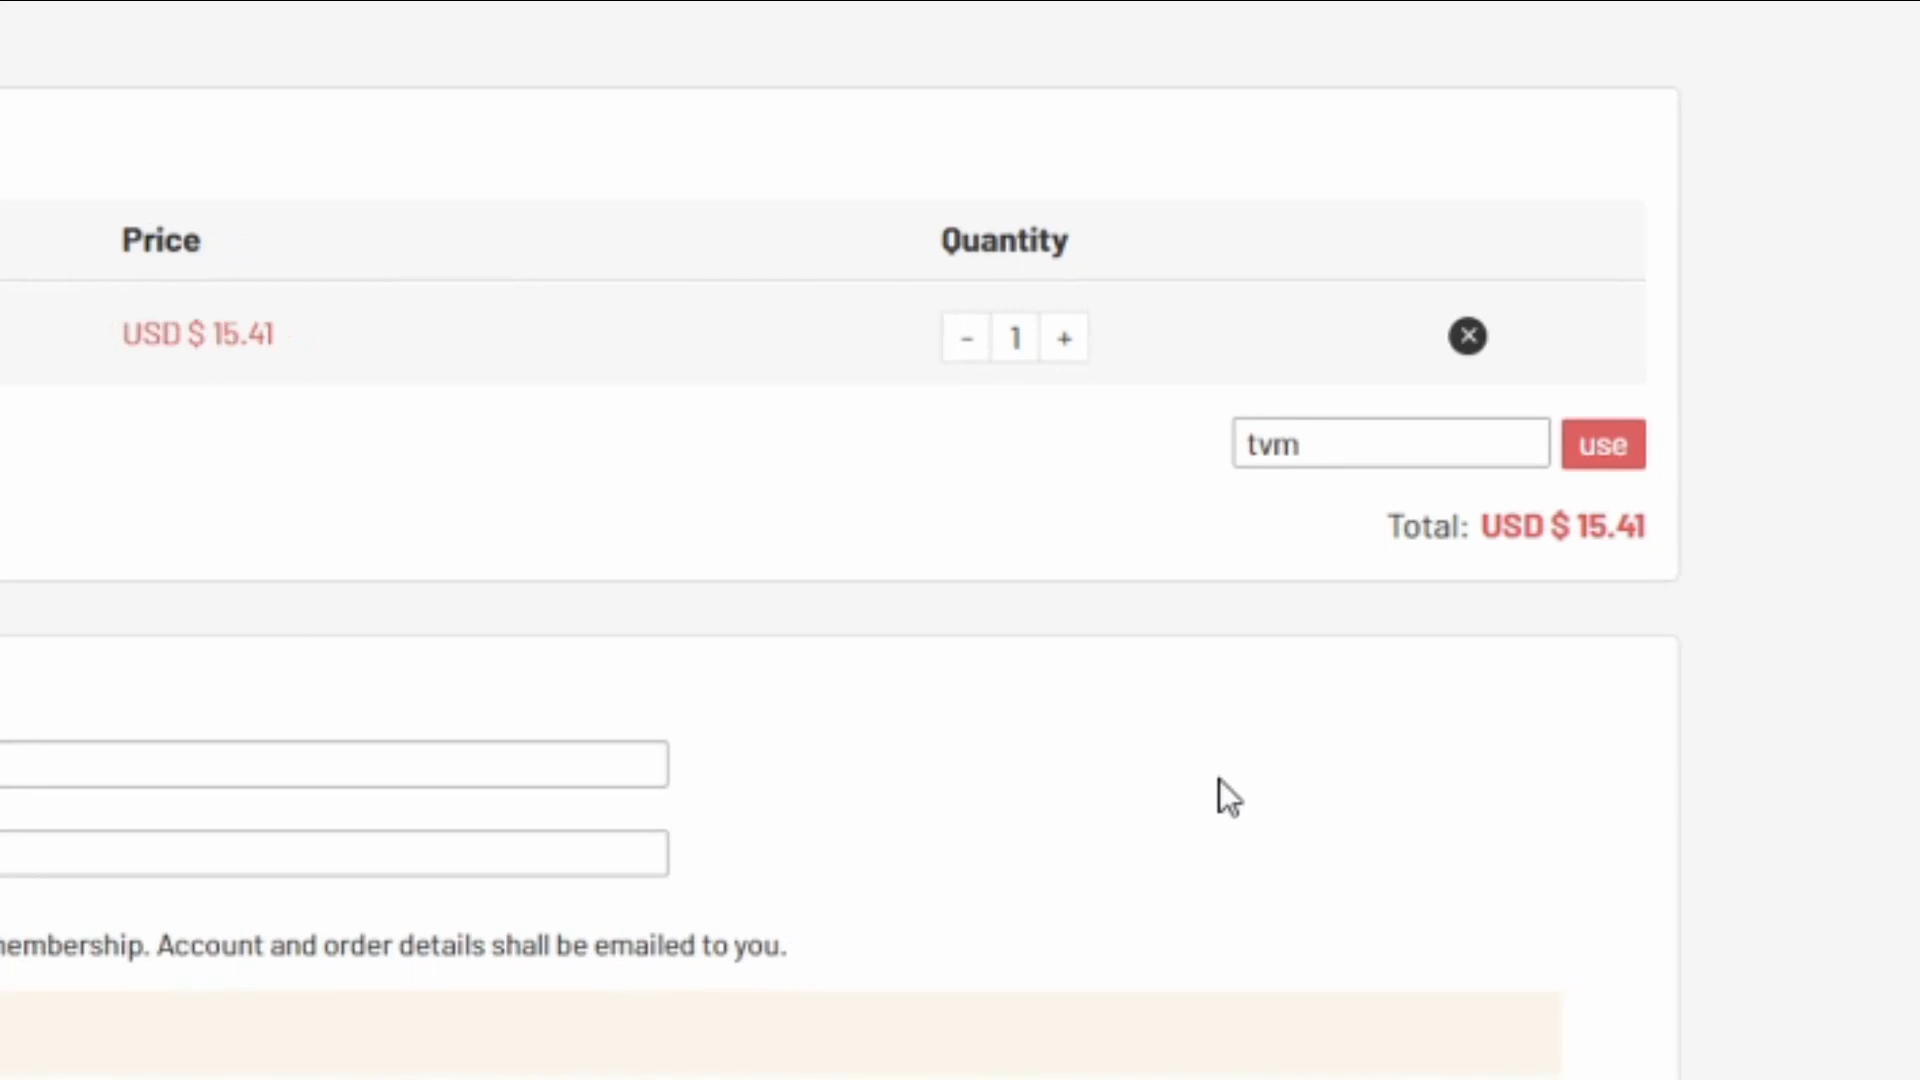 Price Quantity
USD $ 15.41 - 1 +
tvm use
Total: USD $ 15.41
membership. Account and order details shall be emailed to you.